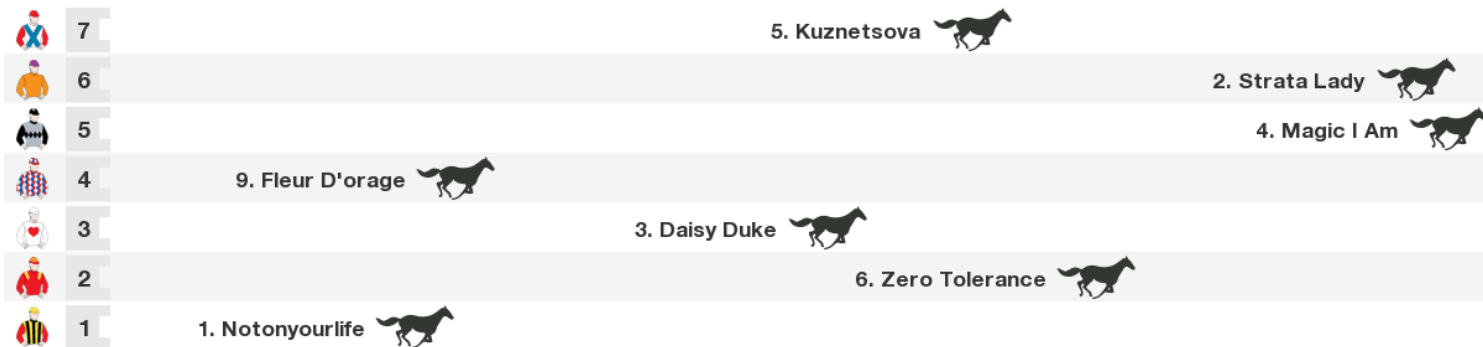 7 5. Kuznetsova
6 2. Strata Lady
5 4. Magic I Am
4 9. Fleur D'orage
3 3. Daisy Duke
2 6. Zero Tolerance
1 1. Notonyourlife